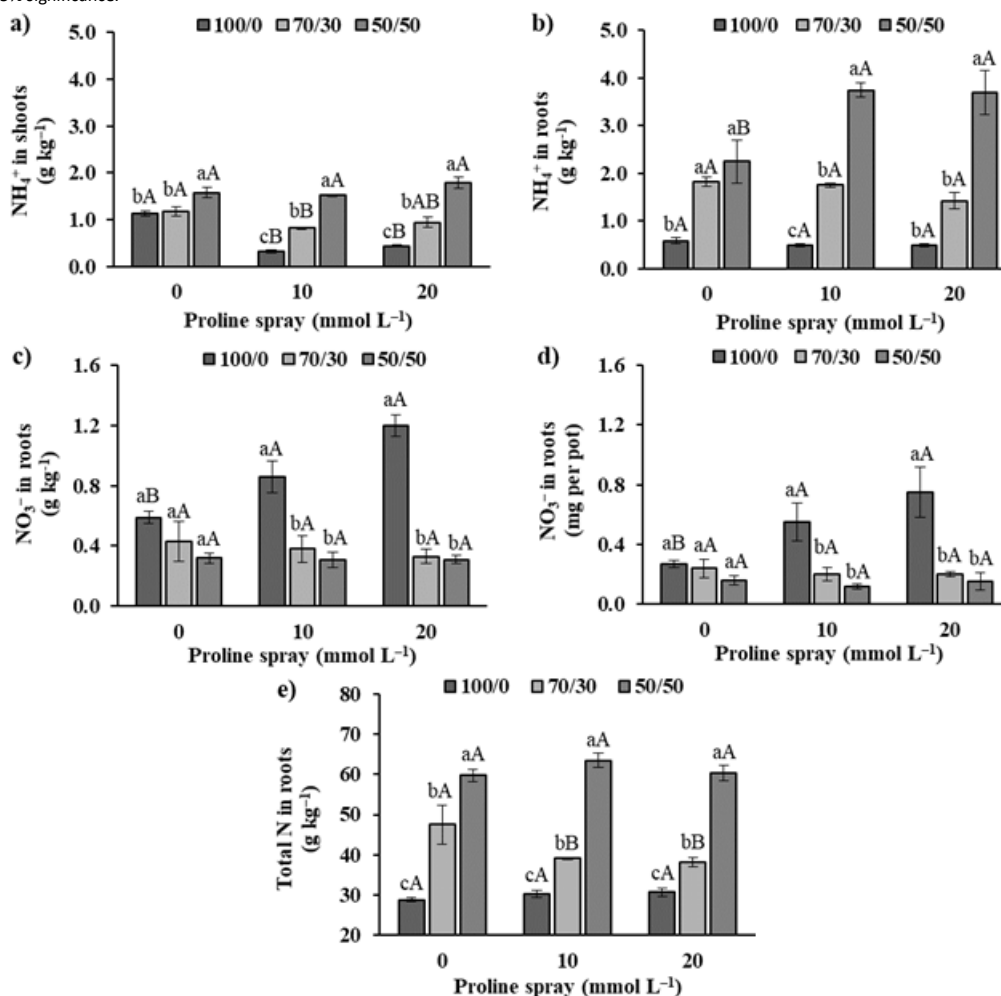 5% significance.
a)
100/0 70/30 50/50
5.0
4.0
3.0
2.0
1.0
0.0
NH₄⁺ in shoots
(g kg⁻¹)
bA bA aA
cB bB aA
cB bAB aA
0 10 20
Proline spray (mmol L⁻¹)
b)
100/0 70/30 50/50
5.0
4.0
3.0
2.0
1.0
0.0
NH₄⁺ in roots
(g kg⁻¹)
bA aA aB
cA bA aA
bA bA aA
0 10 20
Proline spray (mmol L⁻¹)
c)
100/0 70/30 50/50
1.6
1.2
0.8
0.4
0.0
NO₃⁻ in roots
(g kg⁻¹)
aB aA aA
aA bA bA
aA bA bA
0 10 20
Proline spray (mmol L⁻¹)
d)
100/0 70/30 50/50
1.6
1.2
0.8
0.4
0.0
NO₃⁻ in roots
(mg per pot)
aB aA aA
aA bA bA
aA bA bA
0 10 20
Proline spray (mmol L⁻¹)
e)
100/0 70/30 50/50
80
70
60
50
40
30
20
Total N in roots
(g kg⁻¹)
cA bA aA
cA bB aA
cA bB aA
0 10 20
Proline spray (mmol L⁻¹)